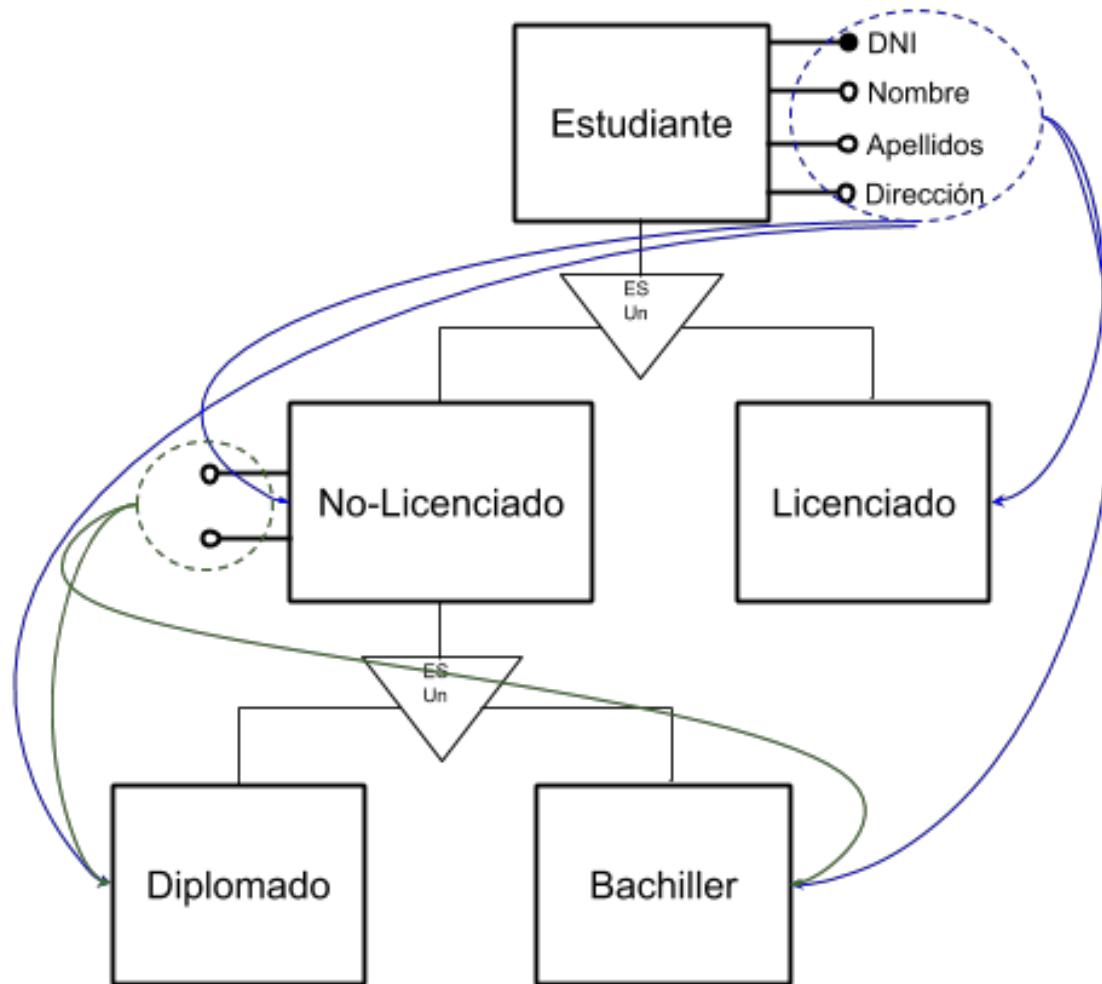 DNI
Nombre
Estudiante
Apellidos
Dirección
ES
Un
No-Licenciado
Licenciado
ES
Un
Diplomado
Bachiller